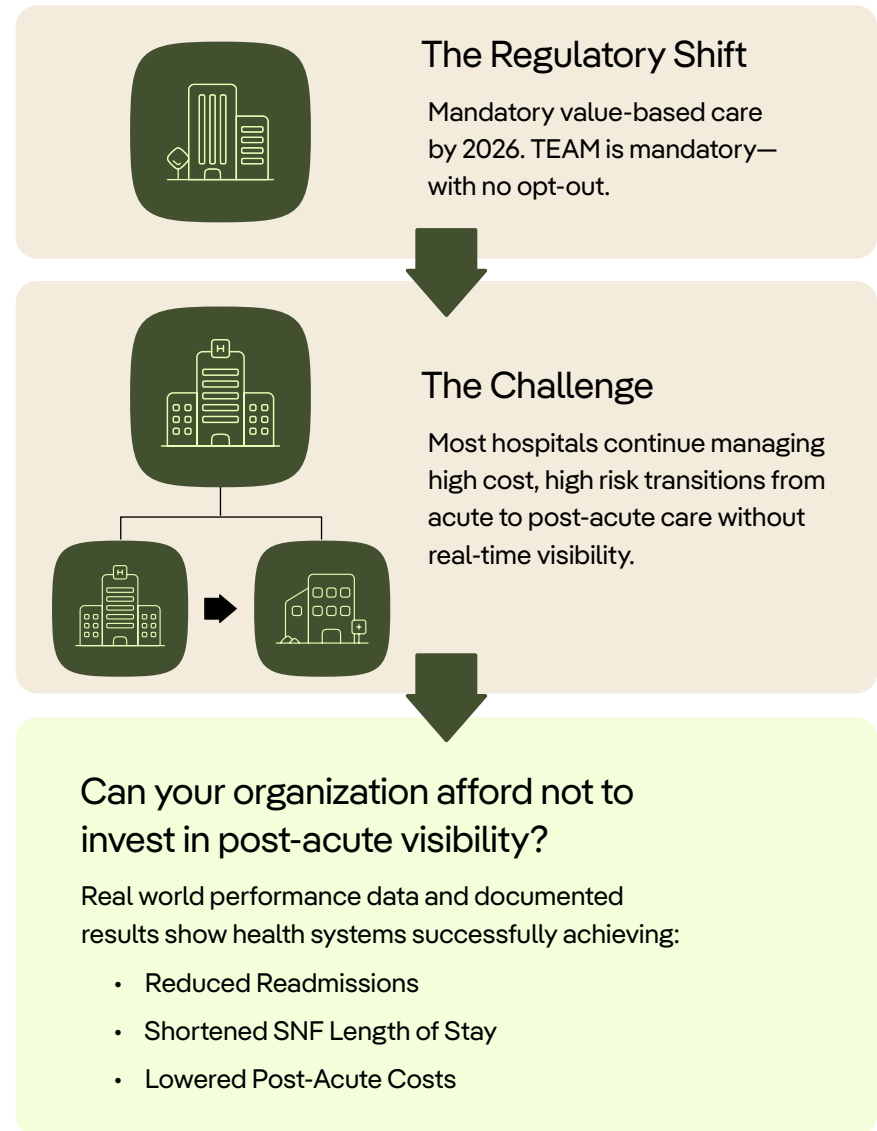 The Regulatory Shift
Mandatory value-based care
by 2026. TEAM is mandatory—
with no opt-out.
H
The Challenge
Most hospitals continue managing
high cost, high risk transitions from
acute to post-acute care without
real-time visibility.
H
Can your organization afford not to
invest in post-acute visibility?
Real world performance data and documented
results show health systems successfully achieving:
• Reduced Readmissions
• Shortened SNF Length of Stay
• Lowered Post-Acute Costs